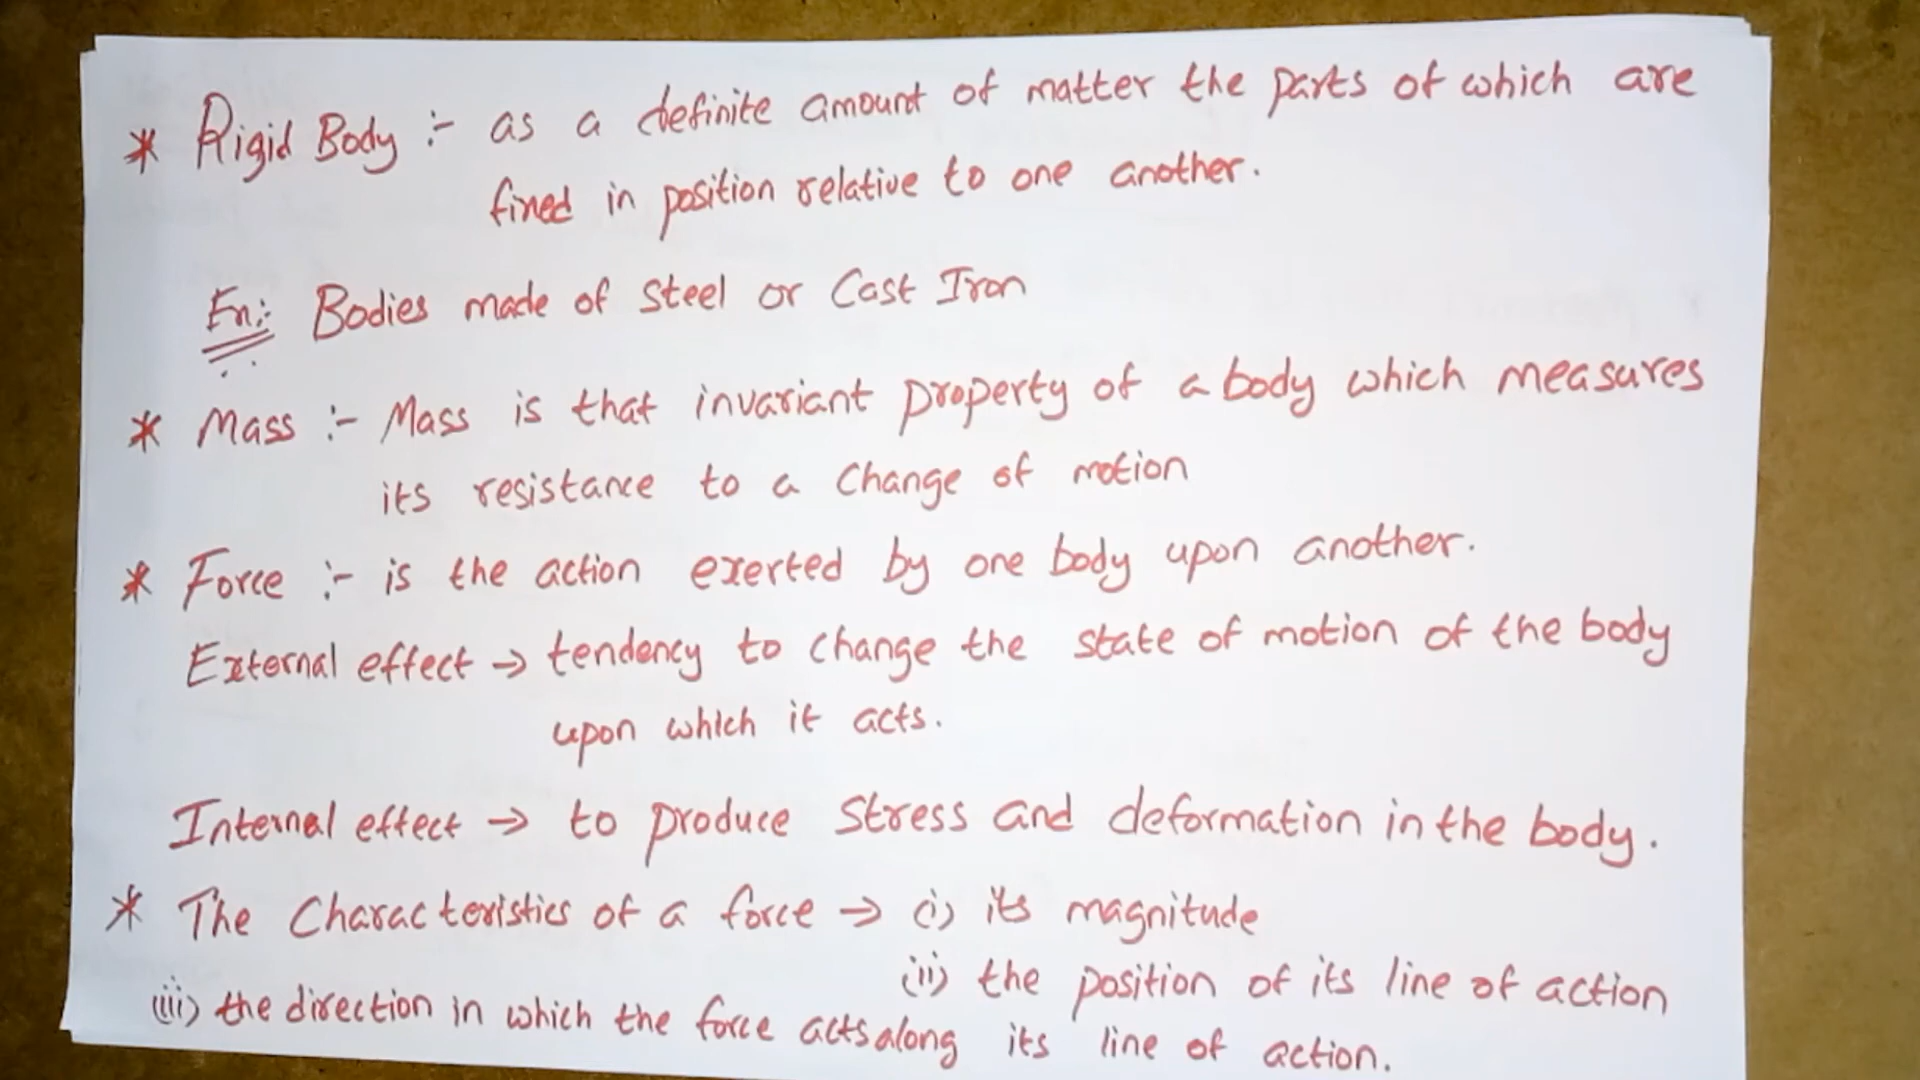 * Rigid Body :- as a definite amount of matter the parts of which are
fixed in position relative to one another.
Ex:- Bodies made of steel or Cast Iron
* Mass :- Mass is that invariant property of a body which measures
its resistance to a change of motion
* Force :- is the action exerted by one body upon another.
External effect → tendency to change the state of motion of the body
upon which it acts.
Internal effect → to produce stress and deformation in the body.
* The Characteristics of a force → (i) its magnitude
(ii) the position of its line of action
(iii) the direction in which the force acts along its line of action.